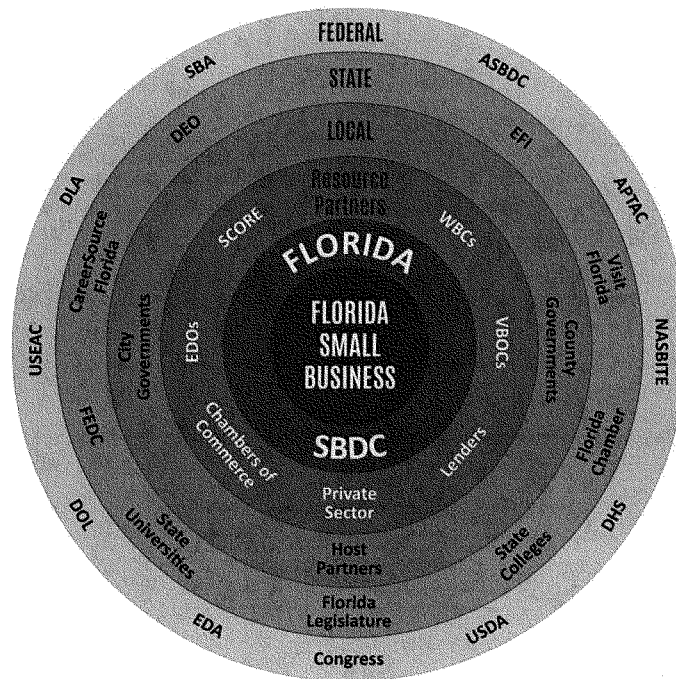 FEDERAL
ASBDC
APTAC
NASBITE
DHS
USDA
Congress
EDA
DOL
USEAC
DLA
SBA
STATE
EFI
Visit
Florida
Florida
Chamber
State
Colleges
Florida
Legislature
State
Universities
FEDC
CareerSource
Florida
DEO
LOCAL
County
Governments
Host
Partners
City
Governments
Resource
Partners
WBCs
VBOCs
Lenders
Private
Sector
Chambers of
Commerce
EDOs
SCORE
FLORIDA
SBDC
FLORIDA
SMALL
BUSINESS